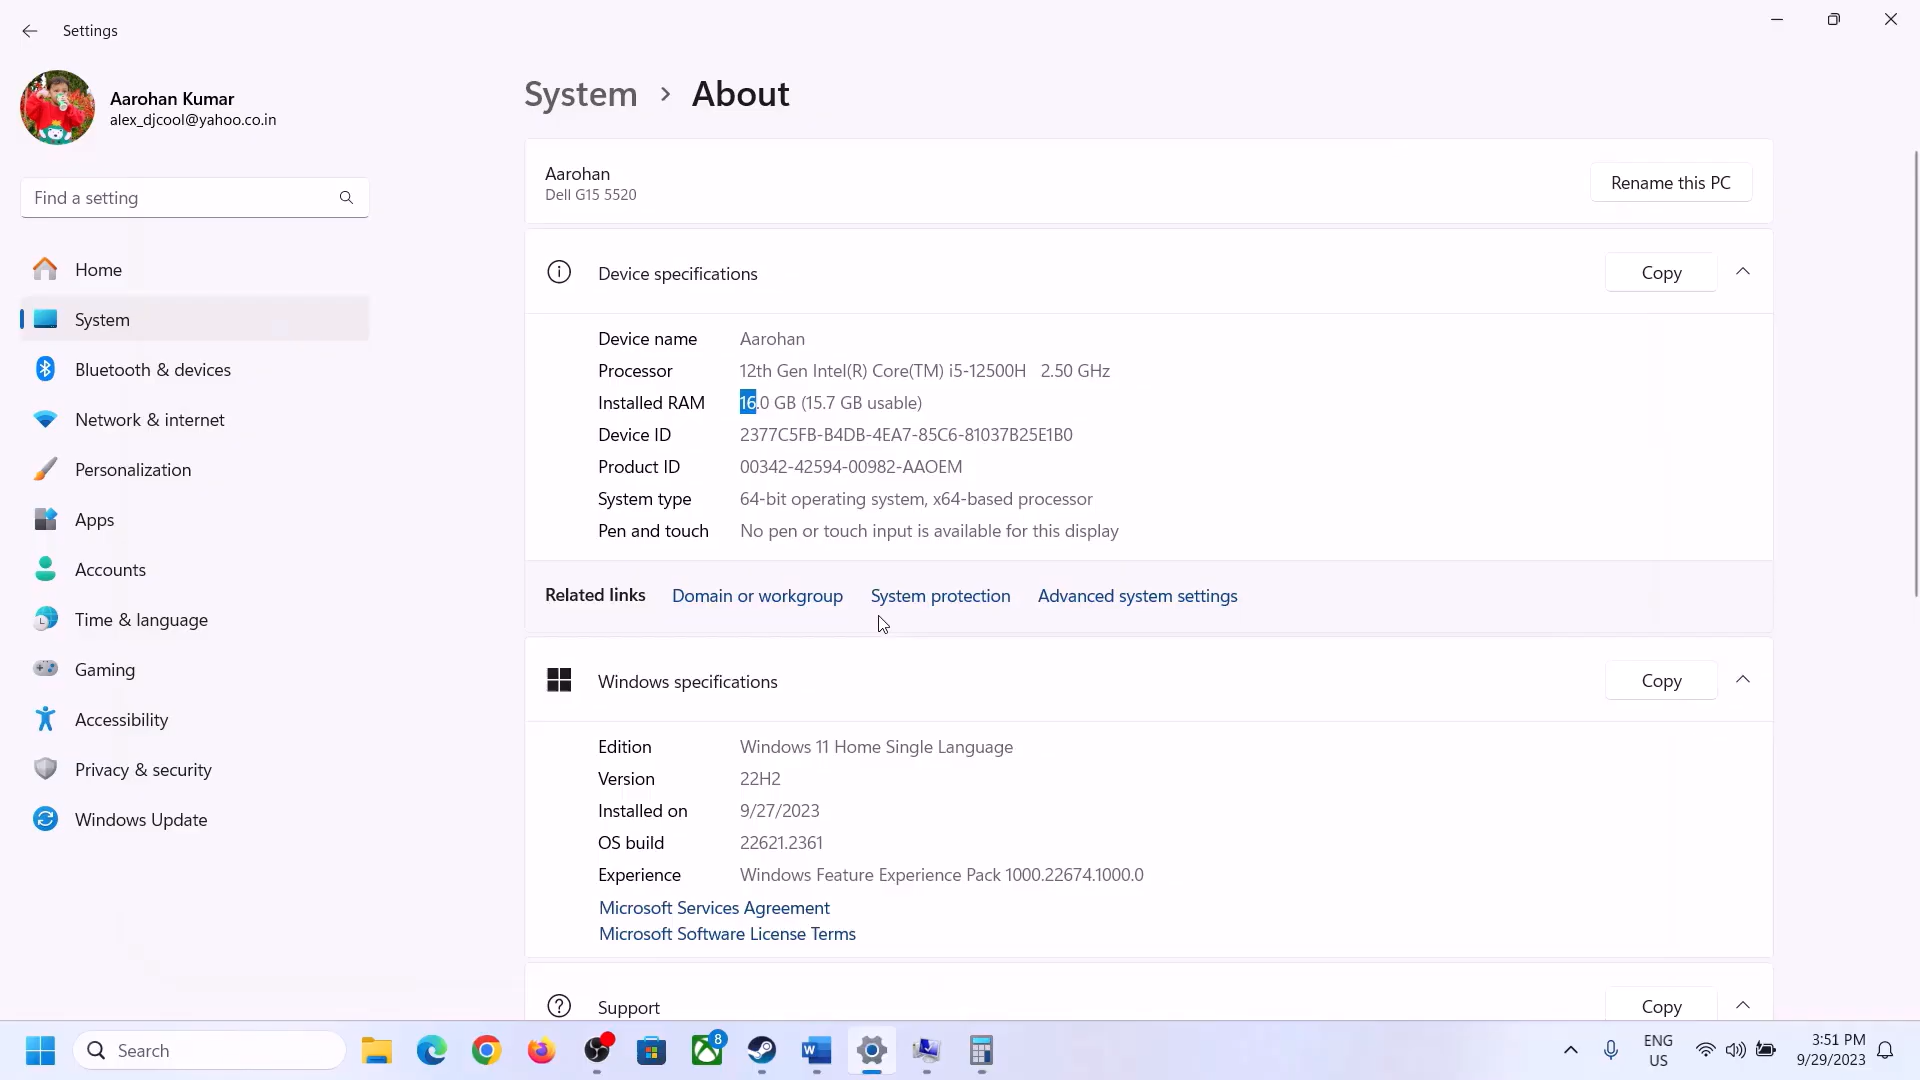 Settings
Aarohan Kumar
alex_djcool@yahoo.co.in
Find a setting
Home
System
Bluetooth & devices
Network & internet
Personalization
Apps
Accounts
Time & language
Gaming
Accessibility
Privacy & security
Windows Update
System > About
Aarohan
Dell G15 5520
Rename this PC
Device specifications
Copy
Device name Aarohan
Processor 12th Gen Intel(R) Core(TM) i5-12500H 2.50 GHz
Installed RAM 16.0 GB (15.7 GB usable)
Device ID 2377C5FB-B4DB-4EA7-85C6-81037B25E1B0
Product ID 00342-42594-00982-AAOEM
System type 64-bit operating system, x64-based processor
Pen and touch No pen or touch input is available for this display
Related links Domain or workgroup System protection Advanced system settings
Windows specifications
Copy
Edition Windows 11 Home Single Language
Version 22H2
Installed on 9/27/2023
OS build 22621.2361
Experience Windows Feature Experience Pack 1000.22674.1000.0
Microsoft Services Agreement
Microsoft Software License Terms
Support
Copy
Search
8
W
ENG
US
3:51 PM
9/29/2023